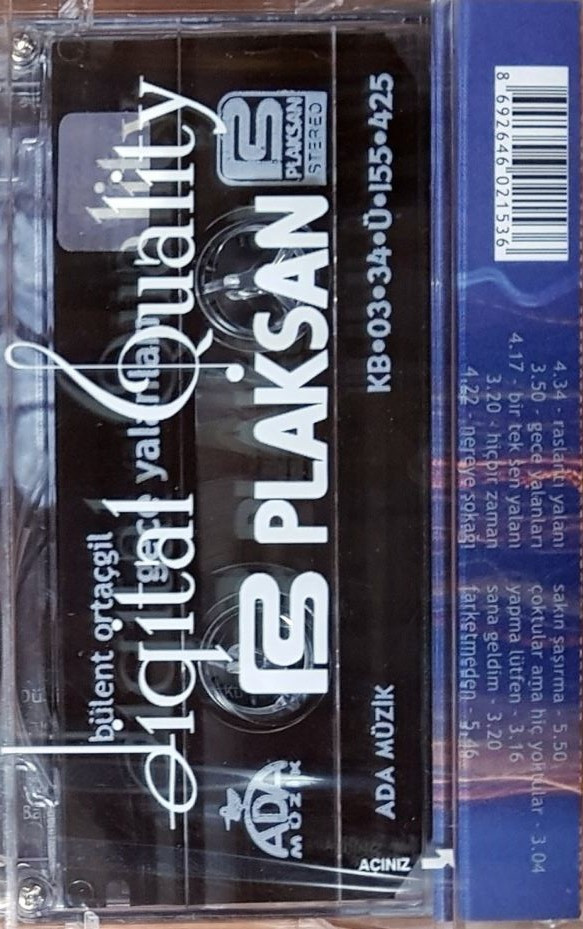 bülent ortaçgil
gece yalanları
Digital Quality
PLAKSAN
STEREO
PLAKSAN
KB•03•34•Ü•155•425
ADA
MÜZİK
ADA MÜZİK
AÇINIZ
8 692646 021536
4.34 - raslantı yalanı
3.50 - gece yalanları
4.17 - bir tek sen yalanı
3.20 - hiçbir zaman
4.22 - nereye sokağı
sakın şaşırma - 5.50
çoktular ama hiç yoktular - 3.04
yapma lütfen - 3.16
sana geldim - 3.20
farketmeden - 5.46